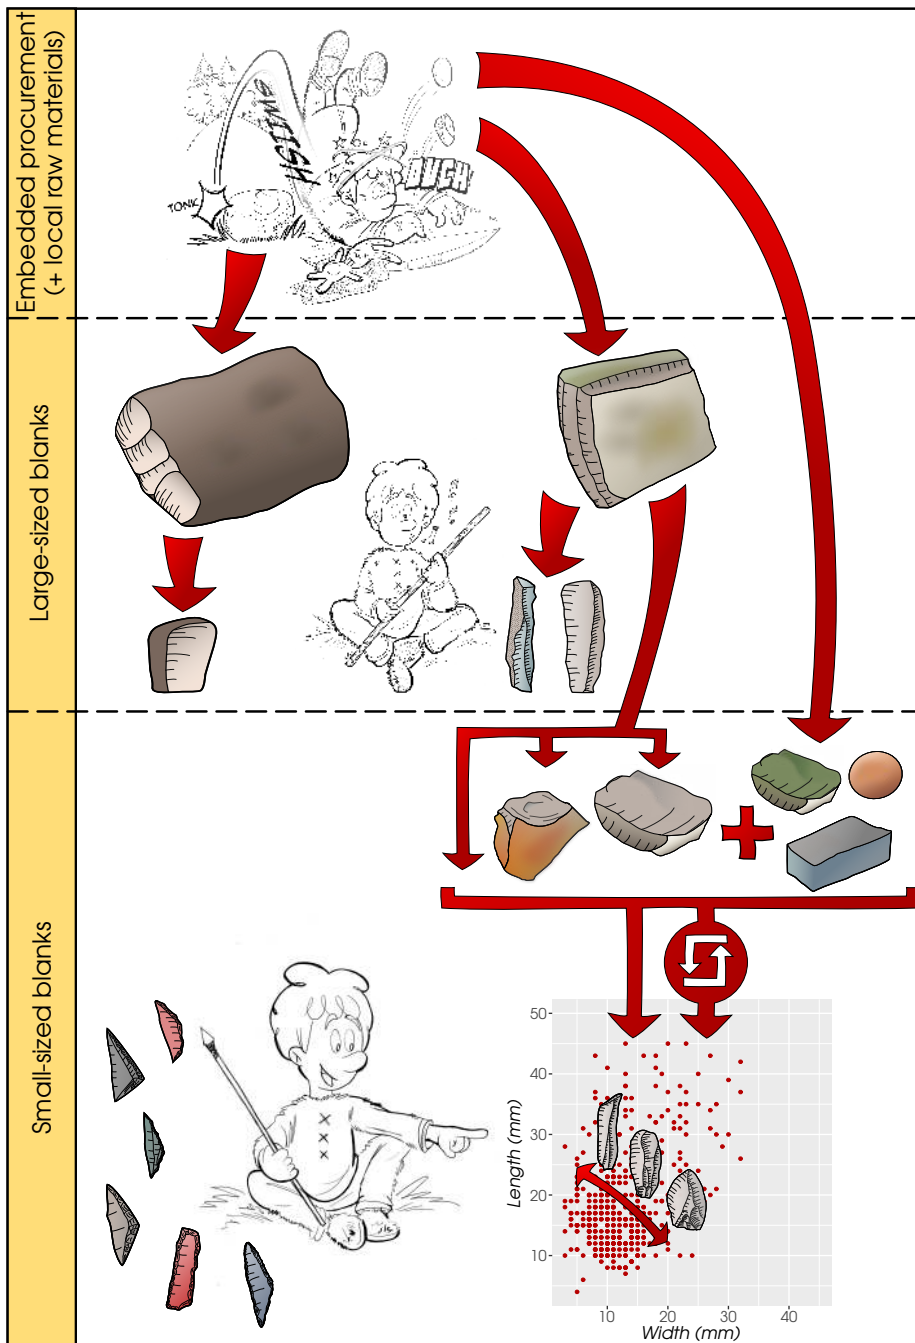 Embedded procurement
(+ local raw materials)
SWIISH
OUCH
TONK
Large-sized blanks
Small-sized blanks
50
40
30
20
10
Length (mm)
10
20
30
40
Width (mm)